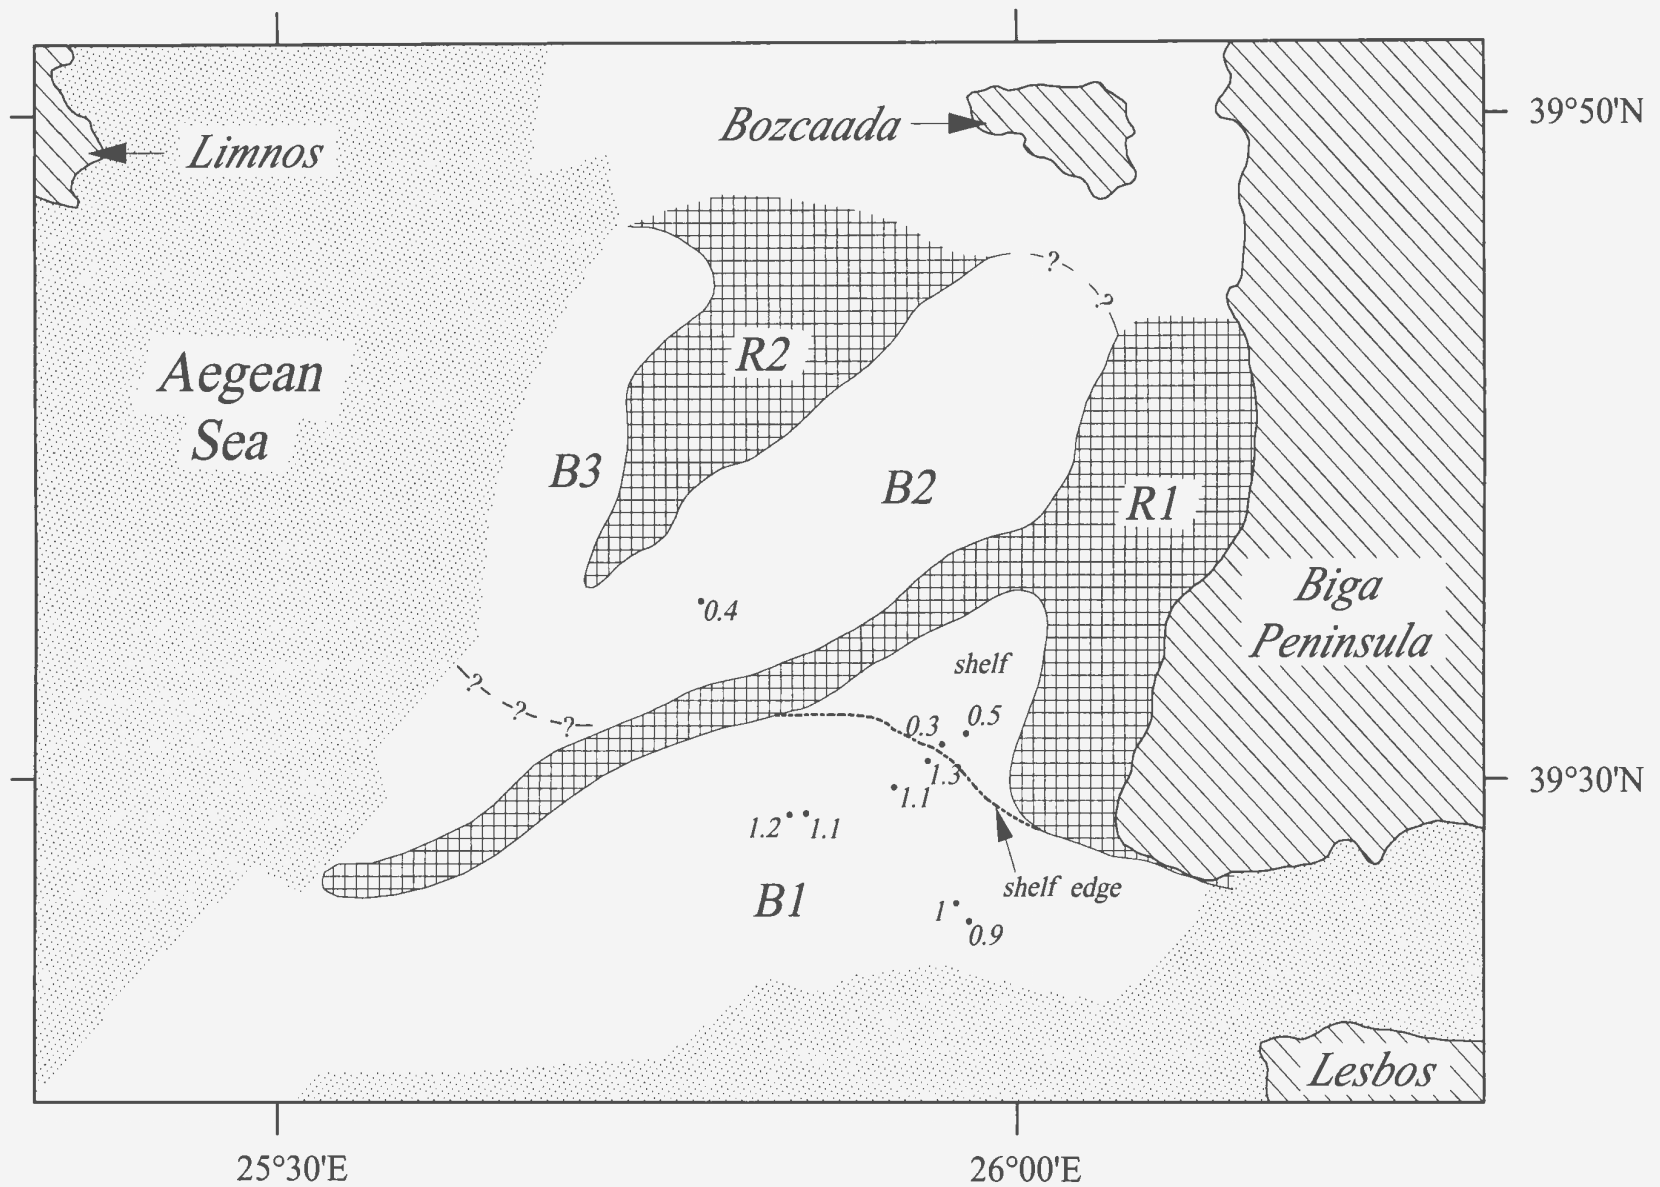 39°50'N
Bozcaada
Limnos
?
?
R2
Aegean
Sea
B3
B2
R1
Biga
Peninsula
0.4
shelf
?
?
?
0.3
0.5
1.3
39°30'N
1.1
1.2
1.1
shelf edge
B1
1
0.9
Lesbos
25°30'E
26°00'E